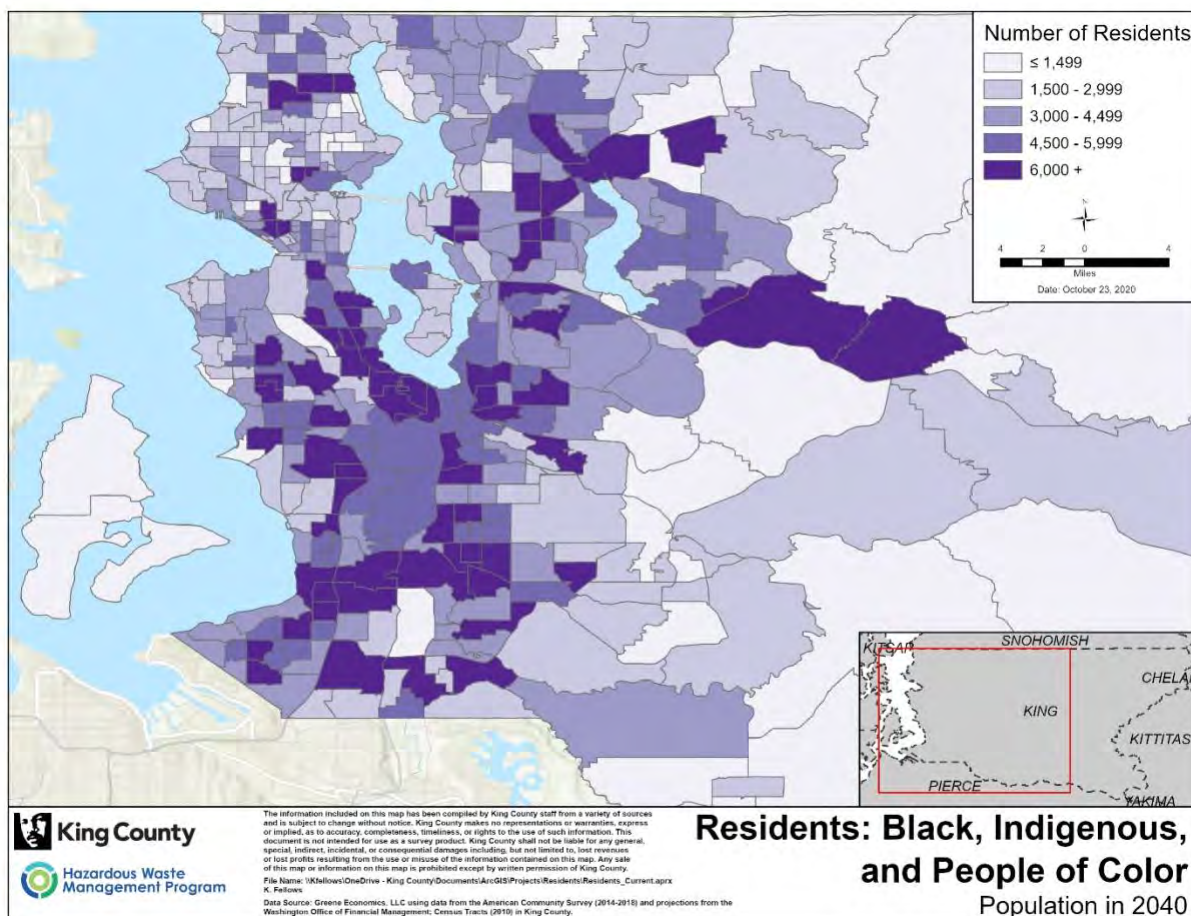 Number of Residents
≤ 1,499
1,500 - 2,999
3,000 - 4,499
4,500 - 5,999
6,000 +
N
4 2 0 4
Miles
Date: October 23, 2020
KITSAP
SNOHOMISH
CHELAN
KING
KITTITAS
PIERCE
YAKIMA
King County
Hazardous Waste
Management Program
The information included on this map has been compiled by King County staff from a variety of sources
and is subject to change without notice. King County makes no representations or warranties, express
or implied, as to accuracy, completeness, timeliness, or rights to the use of such information. This
document is not intended for use as a survey product. King County shall not be liable for any general,
special, indirect, incidental, or consequential damages including, but not limited to, lost revenues
or lost profits resulting from the use or misuse of the information contained on this map. Any sale
of this map or information on this map is prohibited except by written permission of King County.
File Name: \\Kfellows\OneDrive - King County\Documents\ArcGIS\Projects\Residents\Residents_Current.aprx
K. Fellows
Data Source: Greene Economics, LLC using data from the American Community Survey (2014-2018) and projections from the
Washington Office of Financial Management; Census Tracts (2010) in King County.
Residents: Black, Indigenous,
and People of Color
Population in 2040